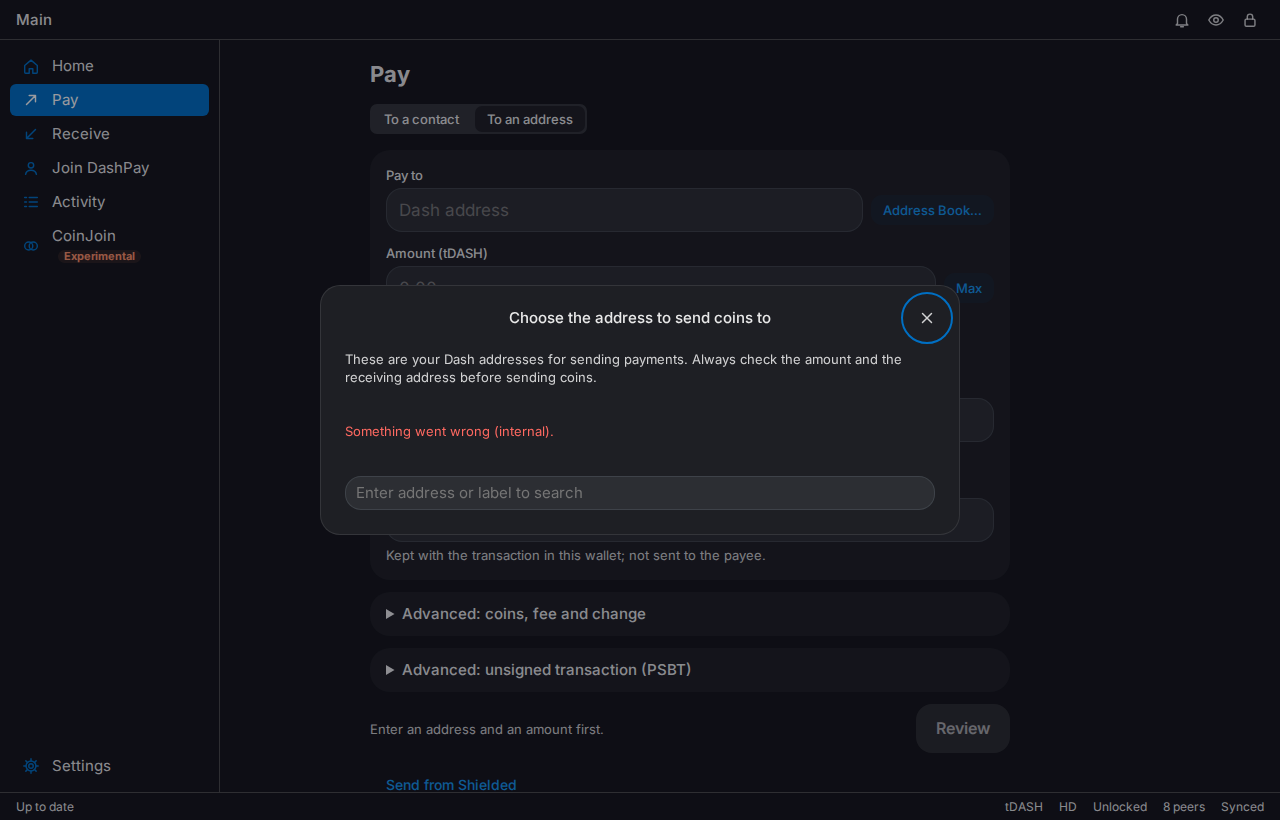 Main
Home
Pay
Receive
Join DashPay
Activity
CoinJoin
Experimental
Settings
Pay
To a contact
To an address
Pay to
Dash address
Address Book...
Amount (tDASH)
Max
Choose the address to send coins to
These are your Dash addresses for sending payments. Always check the amount and the
receiving address before sending coins.
Something went wrong (internal).
Enter address or label to search
Kept with the transaction in this wallet; not sent to the payee.
Advanced: coins, fee and change
Advanced: unsigned transaction (PSBT)
Enter an address and an amount first.
Review
Send from Shielded
Up to date
tDASH
HD
Unlocked
8 peers
Synced